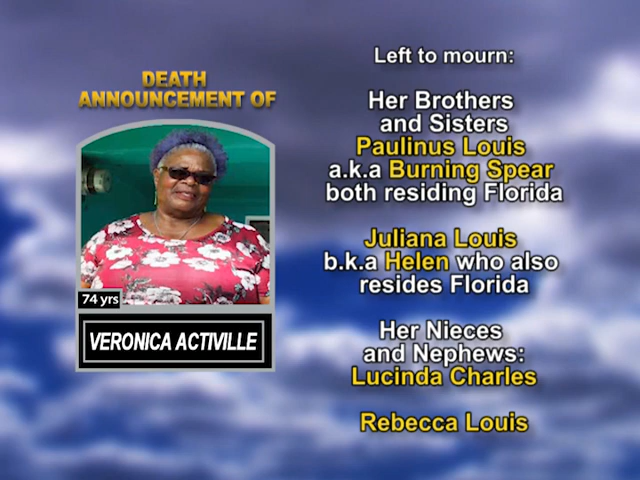 DEATH
ANNOUNCEMENT OF
74 yrs
VERONICA ACTIVILLE
Left to mourn:
Her Brothers
and Sisters
Paulinus Louis
a.k.a Burning Spear
both residing Florida
Juliana Louis
b.k.a Helen who also
resides Florida
Her Nieces
and Nephews:
Lucinda Charles
Rebecca Louis